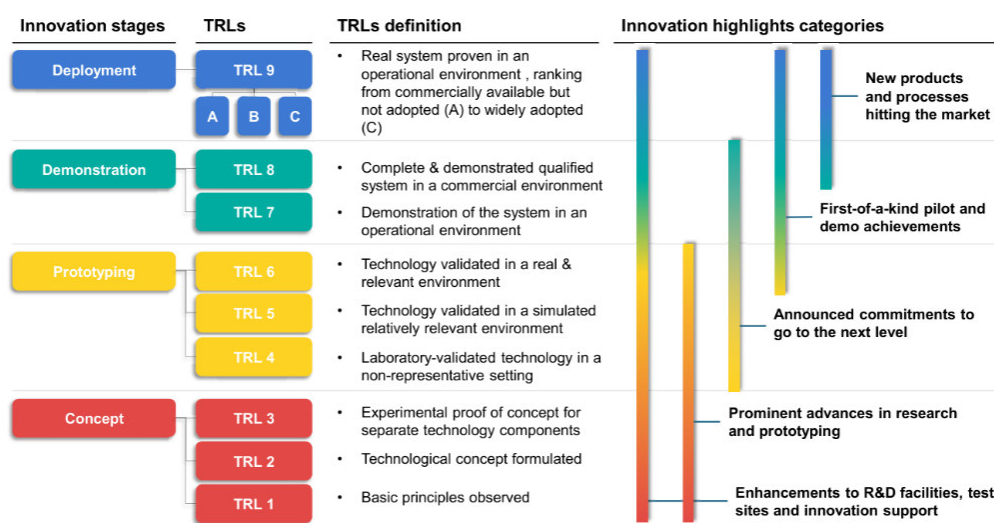 Innovation stages
TRLs
TRLs definition
Innovation highlights categories
Deployment
TRL 9
A
B
C
• Real system proven in an
operational environment , ranking
from commercially available but
not adopted (A) to widely adopted
(C)
New products
and processes
hitting the market
Demonstration
TRL 8
• Complete & demonstrated qualified
system in a commercial environment
TRL 7
• Demonstration of the system in an
operational environment
First-of-a-kind pilot and
demo achievements
Prototyping
TRL 6
• Technology validated in a real &
relevant environment
TRL 5
• Technology validated in a simulated
relatively relevant environment
Announced commitments to
go to the next level
TRL 4
• Laboratory-validated technology in a
non-representative setting
Concept
TRL 3
• Experimental proof of concept for
separate technology components
Prominent advances in research
and prototyping
TRL 2
• Technological concept formulated
TRL 1
• Basic principles observed
Enhancements to R&D facilities, test
sites and innovation support